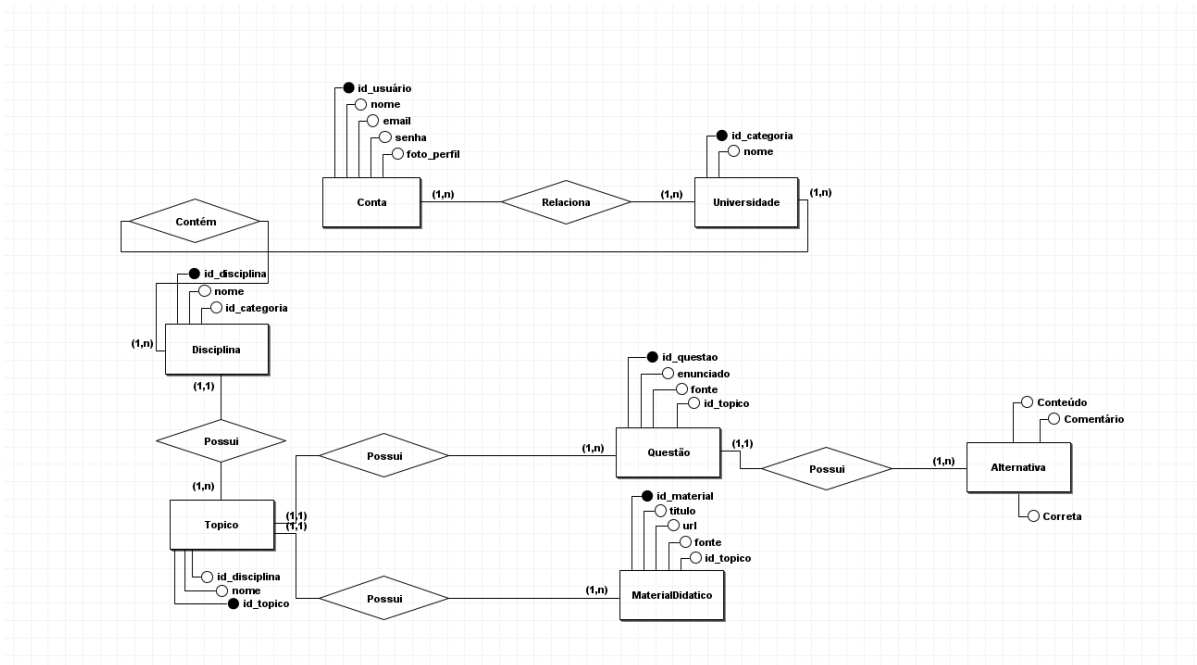 id_usuário
nome
email
senha
foto_perfil
id_categoria
nome
Conta
(1,n)
Relaciona
(1,n)
Universidade
(1,n)
Contém
id_disciplina
nome
id_categoria
(1,n)
Disciplina
(1,1)
Possui
(1,n)
Topico
(1,1)
(1,1)
id_disciplina
nome
id_topico
Possui
(1,n)
id_questao
enunciado
fonte
id_topico
Questão
(1,1)
Possui
(1,n)
Conteúdo
Comentário
Alternativa
Correta
Possui
(1,n)
id_material
titulo
url
fonte
id_topico
MaterialDidatico